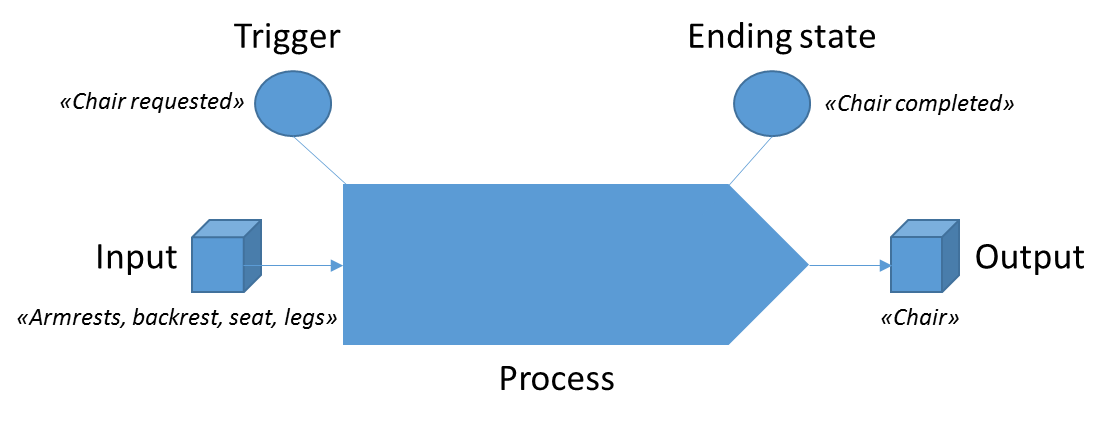 Trigger
Ending state
«Chair requested»
«Chair completed»
Input
Output
«Armrests, backrest, seat, legs»
«Chair»
Process